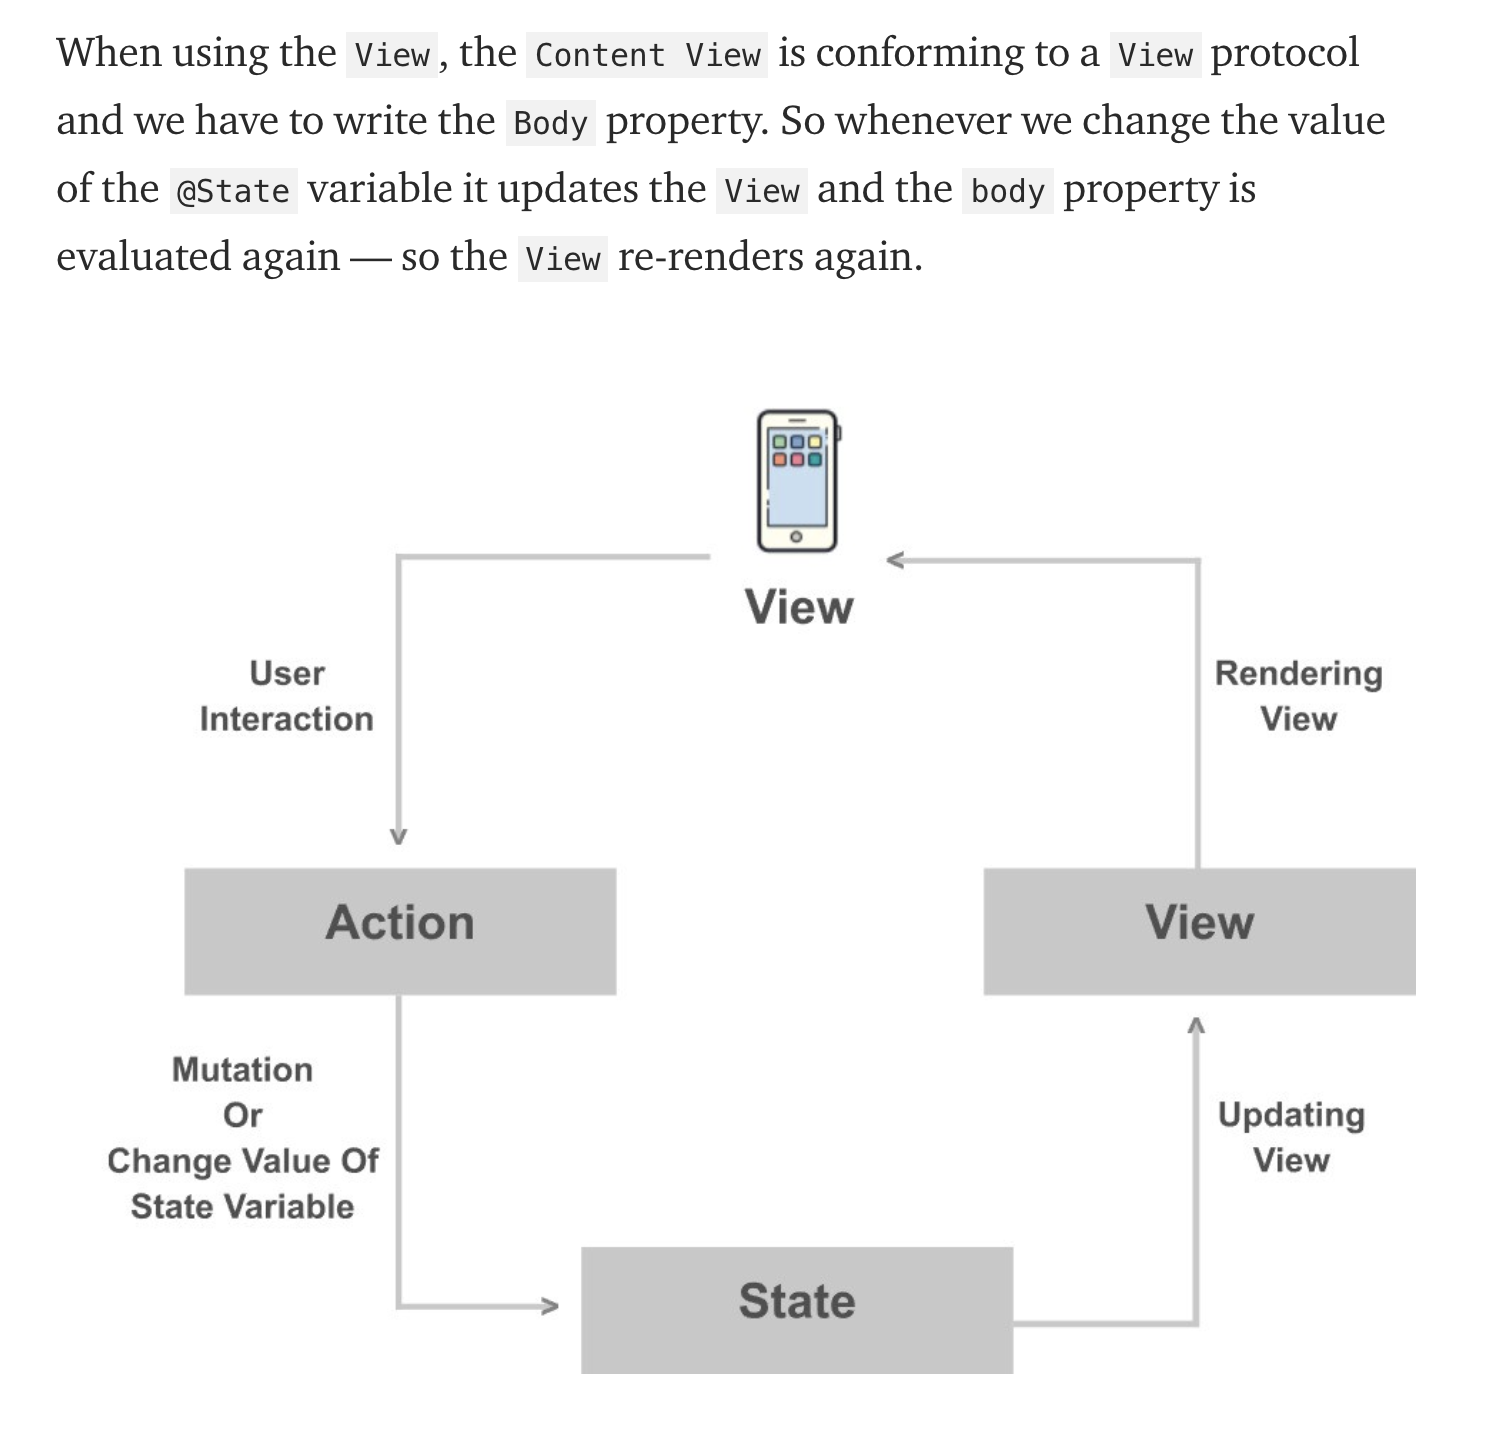 When using the View, the Content View is conforming to a View protocol
and we have to write the Body property. So whenever we change the value
of the @State variable it updates the View and the body property is
evaluated again — so the View re-renders again.
View
User
Interaction
Rendering
View
Action
View
Mutation
Or
Change Value Of
State Variable
Updating
View
State